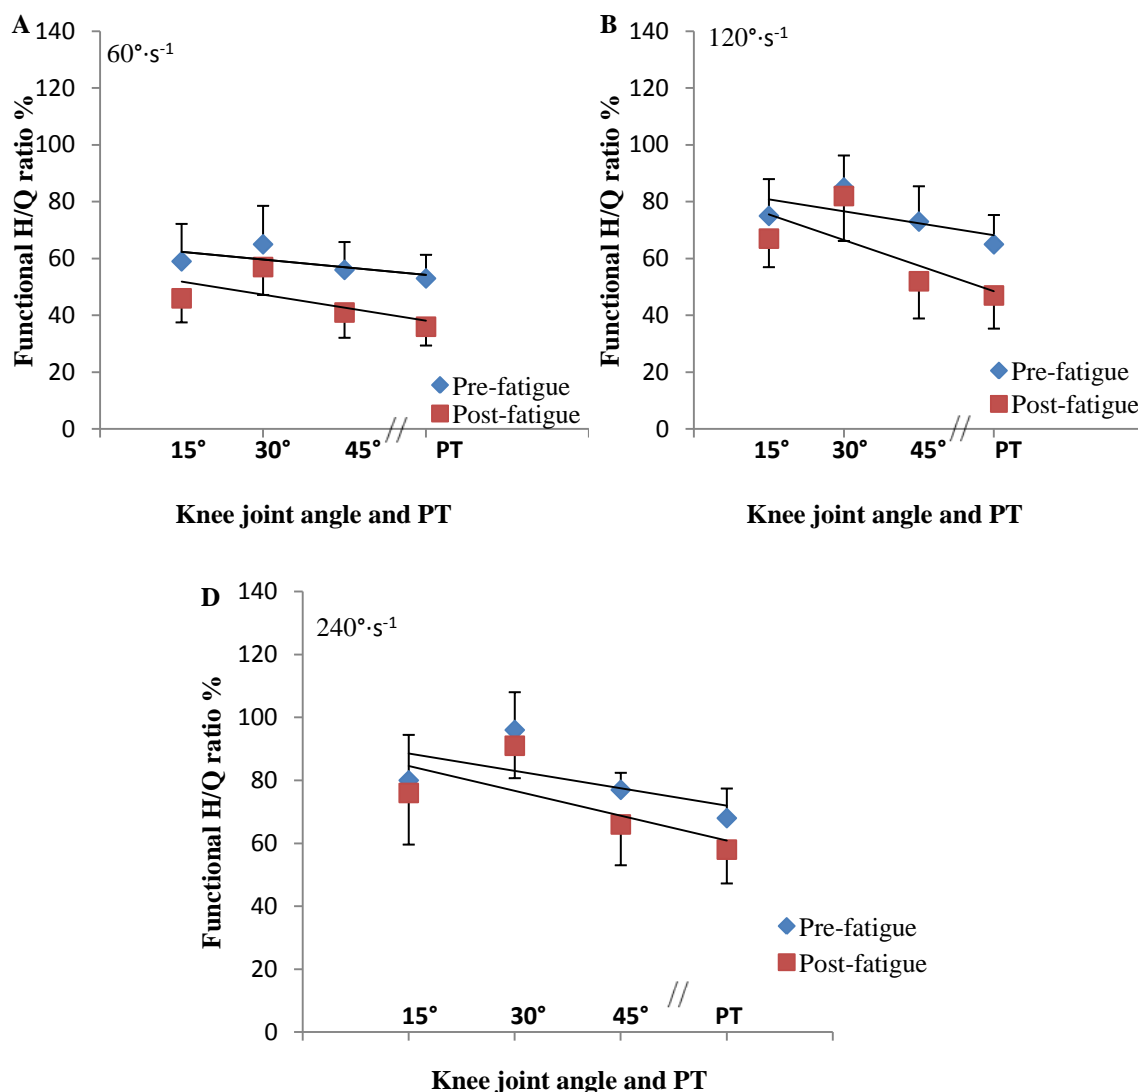 A
60°·s-1
Functional H/Q ratio %
140
120
100
80
60
40
20
0
15°
30°
45°
//
PT
Pre-fatigue
Post-fatigue
Knee joint angle and PT
B
120°·s-1
Functional H/Q ratio %
140
120
100
80
60
40
20
0
15°
30°
45°
//
PT
Pre-fatigue
Post-fatigue
Knee joint angle and PT
D
240°·s-1
Functional H/Q ratio %
140
120
100
80
60
40
20
0
15°
30°
45°
//
PT
Pre-fatigue
Post-fatigue
Knee joint angle and PT